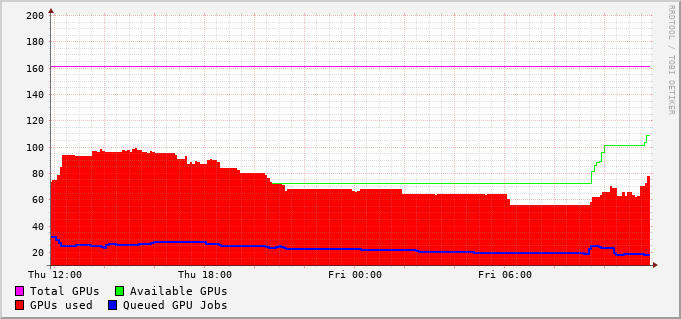 200
180
160
140
120
100
80
60
40
20
Thu 12:00 Thu 18:00 Fri 00:00 Fri 06:00
Total GPUs Available GPUs
GPUs used Queued GPU Jobs
RRDTOOL / TOBI OETIKER